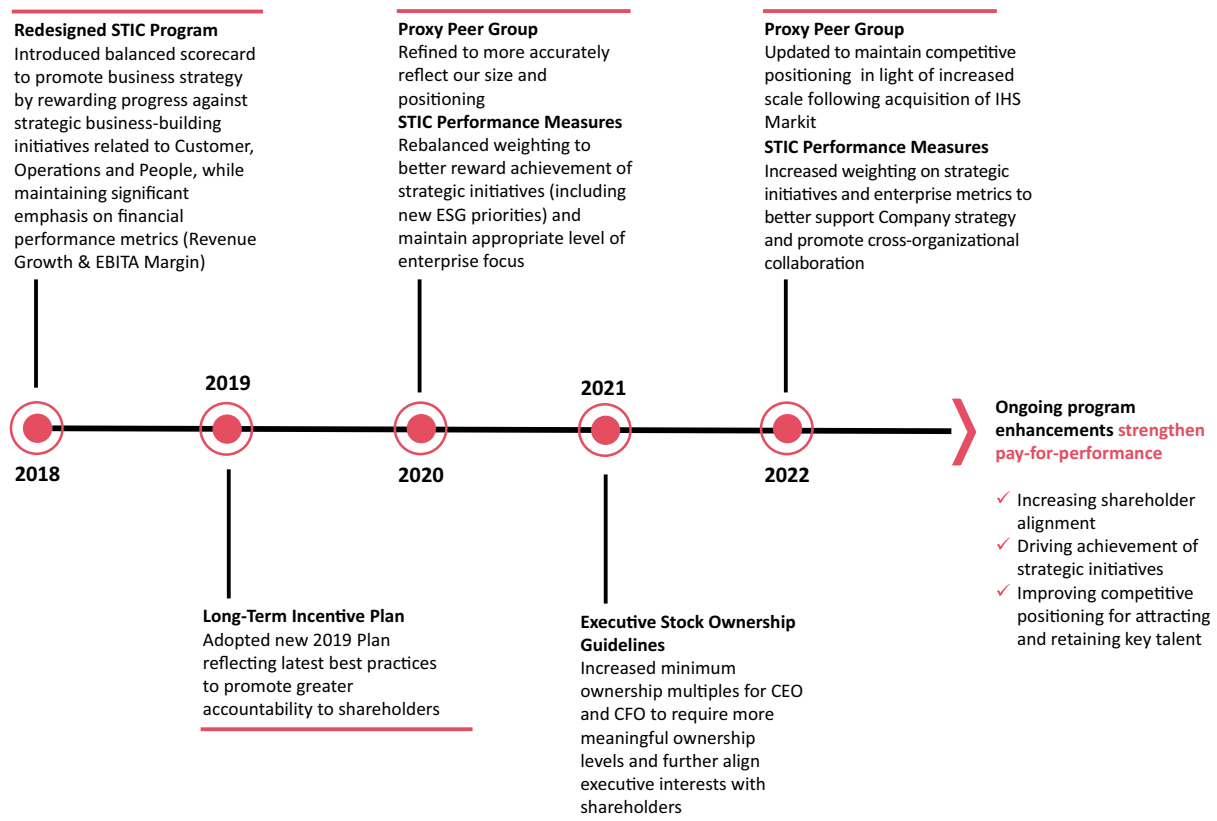 Redesigned STIC Program
Introduced balanced scorecard
to promote business strategy
by rewarding progress against
strategic business-building
initiatives related to Customer,
Operations and People, while
maintaining significant
emphasis on financial
performance metrics (Revenue
Growth & EBITA Margin)
Proxy Peer Group
Refined to more accurately
reflect our size and
positioning
STIC Performance Measures
Rebalanced weighting to
better reward achievement of
strategic initiatives (including
new ESG priorities) and
maintain appropriate level of
enterprise focus
Proxy Peer Group
Updated to maintain competitive
positioning in light of increased
scale following acquisition of IHS
Markit
STIC Performance Measures
Increased weighting on strategic
initiatives and enterprise metrics to
better support Company strategy
and promote cross-organizational
collaboration
2018
2019
2020
2021
2022
Long-Term Incentive Plan
Adopted new 2019 Plan
reflecting latest best practices
to promote greater
accountability to shareholders
Executive Stock Ownership
Guidelines
Increased minimum
ownership multiples for CEO
and CFO to require more
meaningful ownership
levels and further align
executive interests with
shareholders
Ongoing program
enhancements strengthen
pay-for-performance
✓ Increasing shareholder
alignment
✓ Driving achievement of
strategic initiatives
✓ Improving competitive
positioning for attracting
and retaining key talent